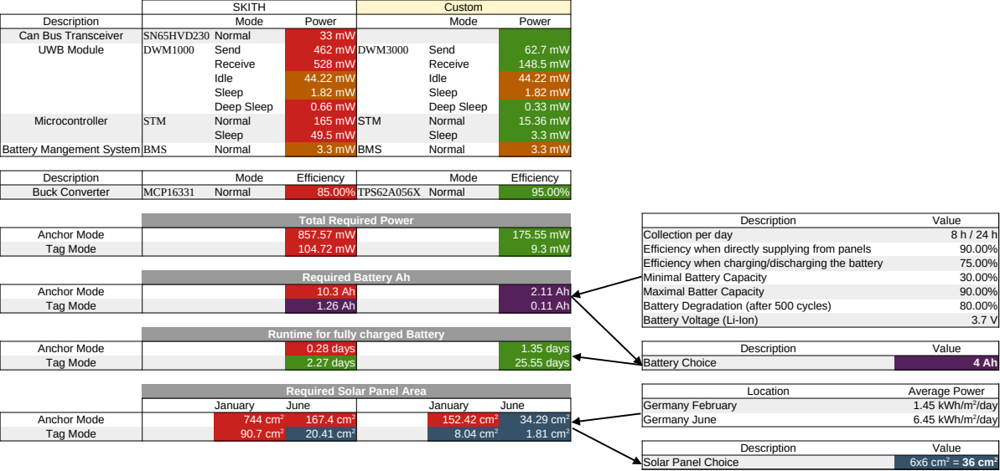 SKITH Custom
Description Mode Power Mode Power
Can Bus Transceiver SN65HVD230 Normal 33 mW
UWB Module DWM1000 Send 462 mW DWM3000 Send 62.7 mW
Receive 528 mW Receive 148.5 mW
Idle 44.22 mW Idle 44.22 mW
Sleep 1.82 mW Sleep 1.82 mW
Deep Sleep 0.66 mW Deep Sleep 0.33 mW
Microcontroller STM Normal 165 mW STM Normal 15.36 mW
Sleep 49.5 mW Sleep 3.3 mW
Battery Mangement System BMS Normal 3.3 mW BMS Normal 3.3 mW
Description Mode Efficiency Mode Efficiency
Buck Converter MCP16331 Normal 85.00% TPS62A056X Normal 95.00%
Total Required Power
Anchor Mode 857.57 mW 175.55 mW
Tag Mode 104.72 mW 9.3 mW
Required Battery Ah
Anchor Mode 10.3 Ah 2.11 Ah
Tag Mode 1.26 Ah 0.11 Ah
Runtime for fully charged Battery
Anchor Mode 0.28 days 1.35 days
Tag Mode 2.27 days 25.55 days
Required Solar Panel Area
January June January June
Anchor Mode 744 cm² 167.4 cm² 152.42 cm² 34.29 cm²
Tag Mode 90.7 cm² 20.41 cm² 8.04 cm² 1.81 cm²
Description Value
Collection per day 8 h / 24 h
Efficiency when directly supplying from panels 90.00%
Efficiency when charging/discharging the battery 75.00%
Minimal Battery Capacity 30.00%
Maximal Batter Capacity 90.00%
Battery Degradation (after 500 cycles) 80.00%
Battery Voltage (Li-Ion) 3.7 V
Description Value
Battery Choice 4 Ah
Location Average Power
Germany February 1.45 kWh/m²/day
Germany June 6.45 kWh/m²/day
Description Value
Solar Panel Choice 6x6 cm² = 36 cm²